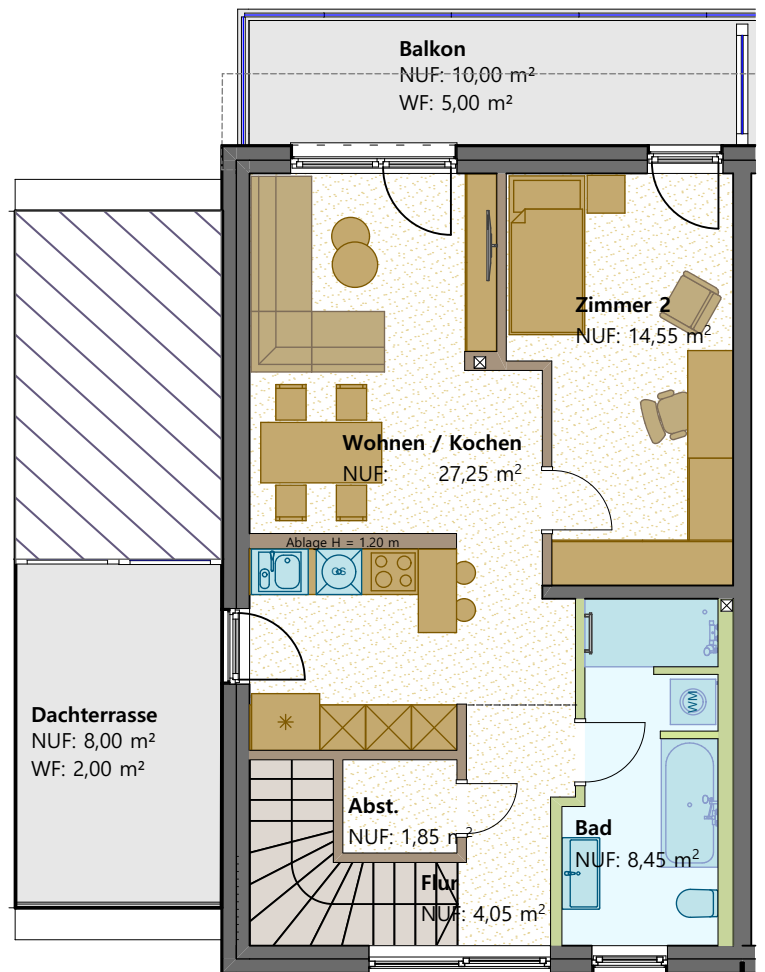 Balkon
NUF: 10,00 m²
WF: 5,00 m²
Zimmer 2
NUF: 14,55 m²
Wohnen / Kochen
NUF: 27,25 m²
Ablage H = 1.20 m
GS
WM
Dachterrasse
NUF: 8,00 m²
WF: 2,00 m²
Abst.
NUF: 1,85 m²
Bad
NUF: 8,45 m²
Flur
NUF: 4,05 m²